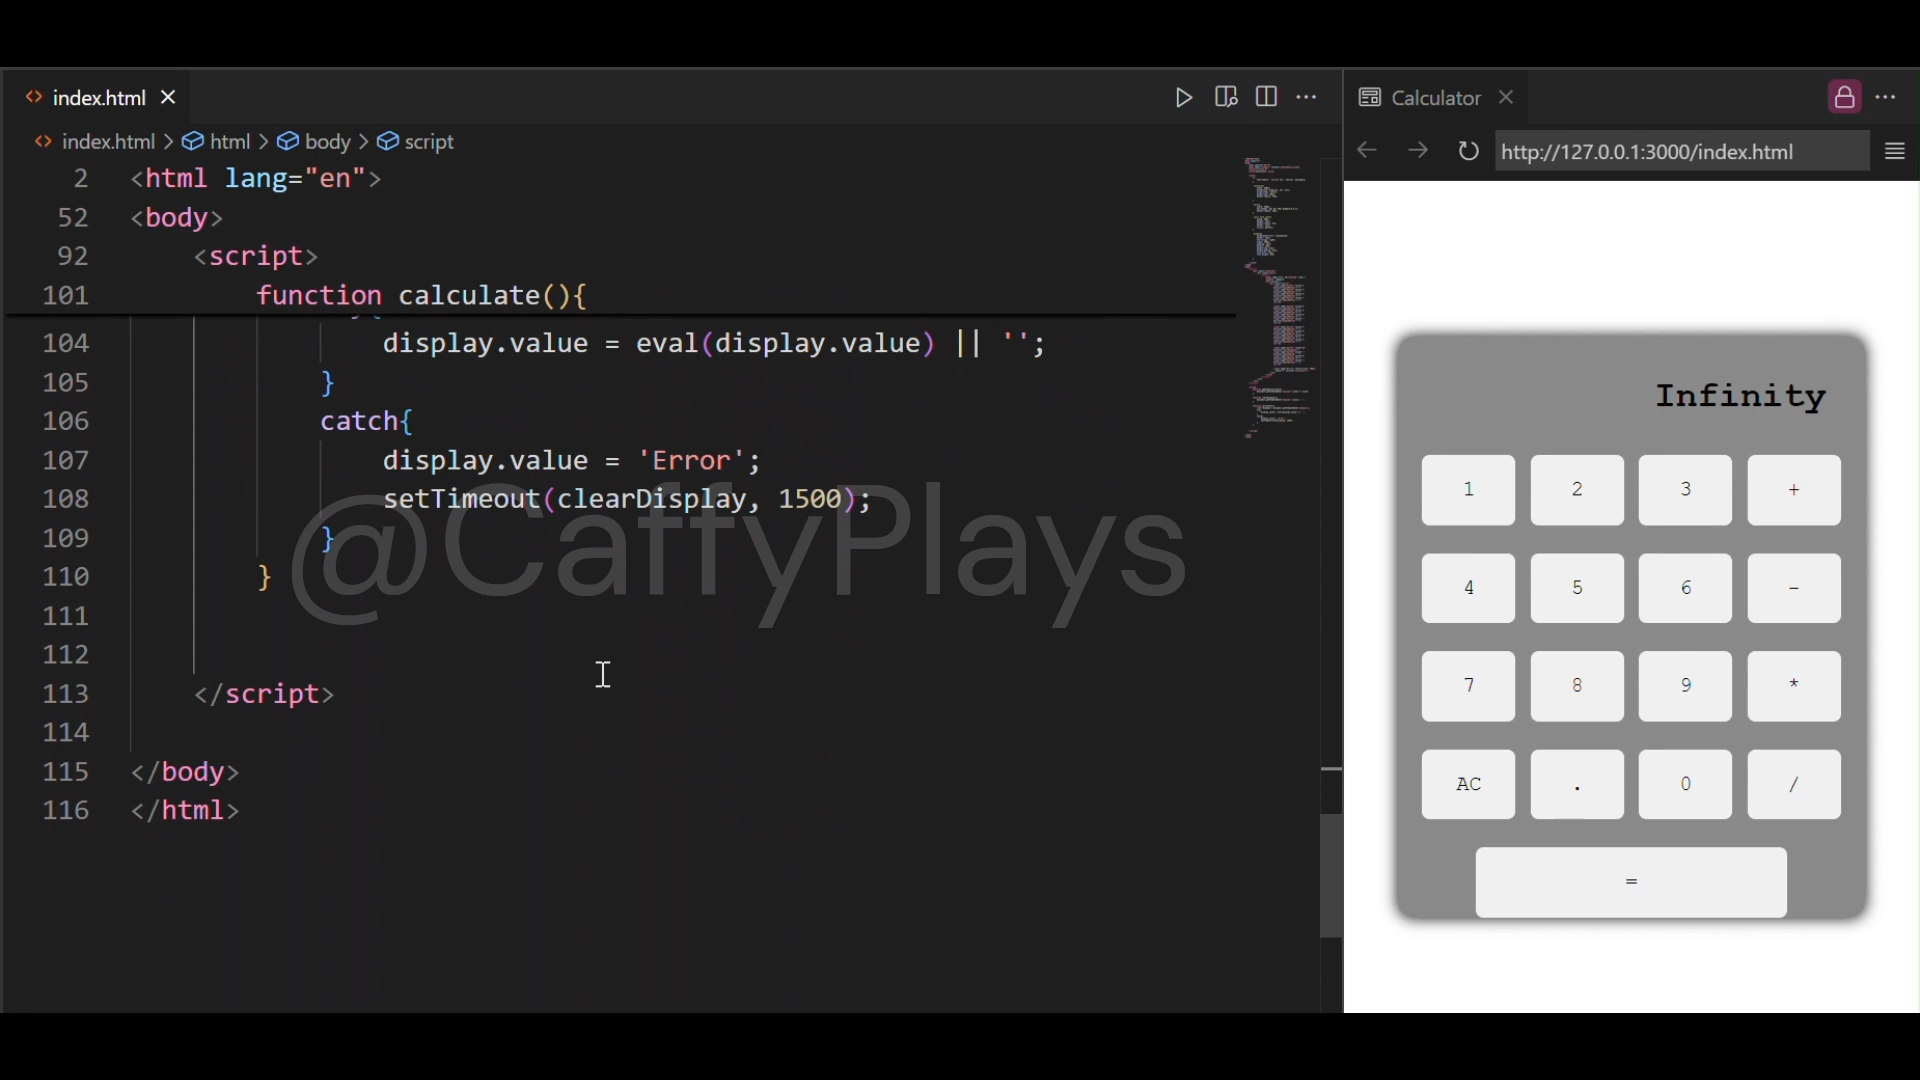 index.html
index.html > html > body > script
2 <html lang="en">
52 <body>
92 <script>
101 function calculate(){
104 display.value = eval(display.value) || '';
105 }
106 catch{
107 display.value = 'Error';
108 setTimeout(clearDisplay, 1500);
109 }
110 }
111
112
113 </script>
114
115 </body>
116 </html>
@CaffyPlays
Calculator
http://127.0.0.1:3000/index.html
Infinity
1 2 3 +
4 5 6 -
7 8 9 *
AC . 0 /
=